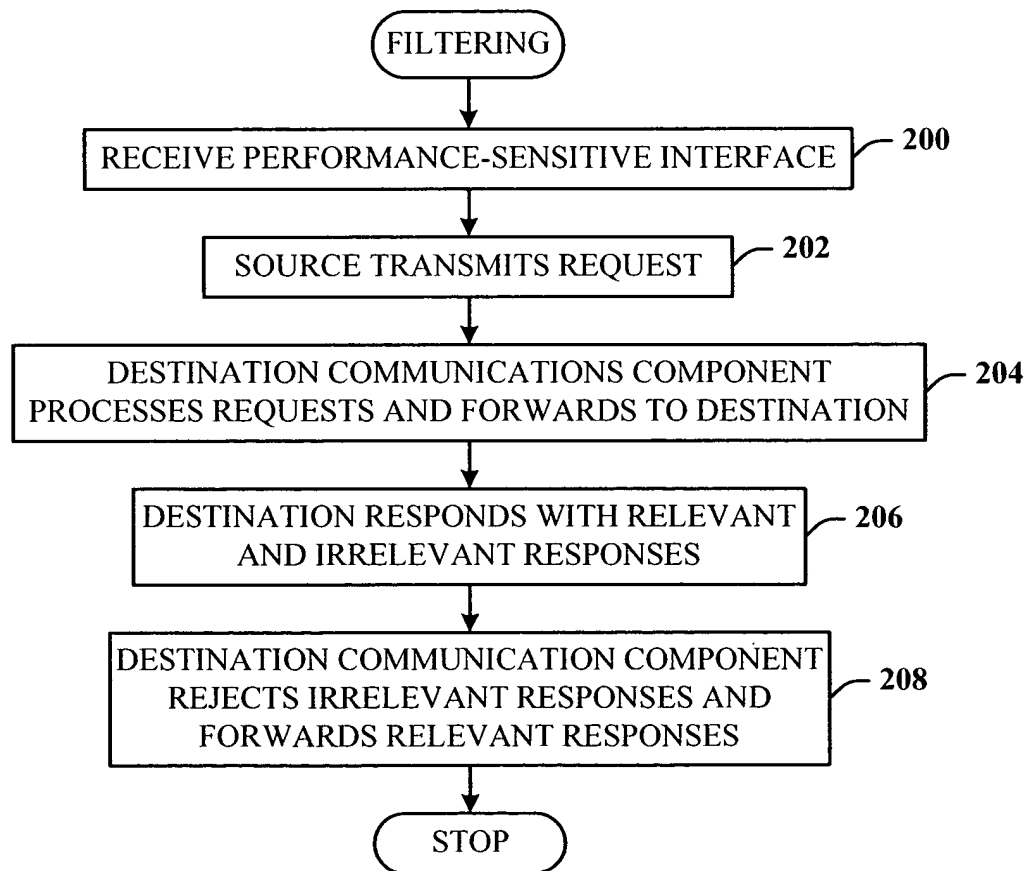 FILTERING
RECEIVE PERFORMANCE-SENSITIVE INTERFACE
200
SOURCE TRANSMITS REQUEST
202
DESTINATION COMMUNICATIONS COMPONENT
PROCESSES REQUESTS AND FORWARDS TO DESTINATION
204
DESTINATION RESPONDS WITH RELEVANT
AND IRRELEVANT RESPONSES
206
DESTINATION COMMUNICATION COMPONENT
REJECTS IRRELEVANT RESPONSES AND
FORWARDS RELEVANT RESPONSES
208
STOP